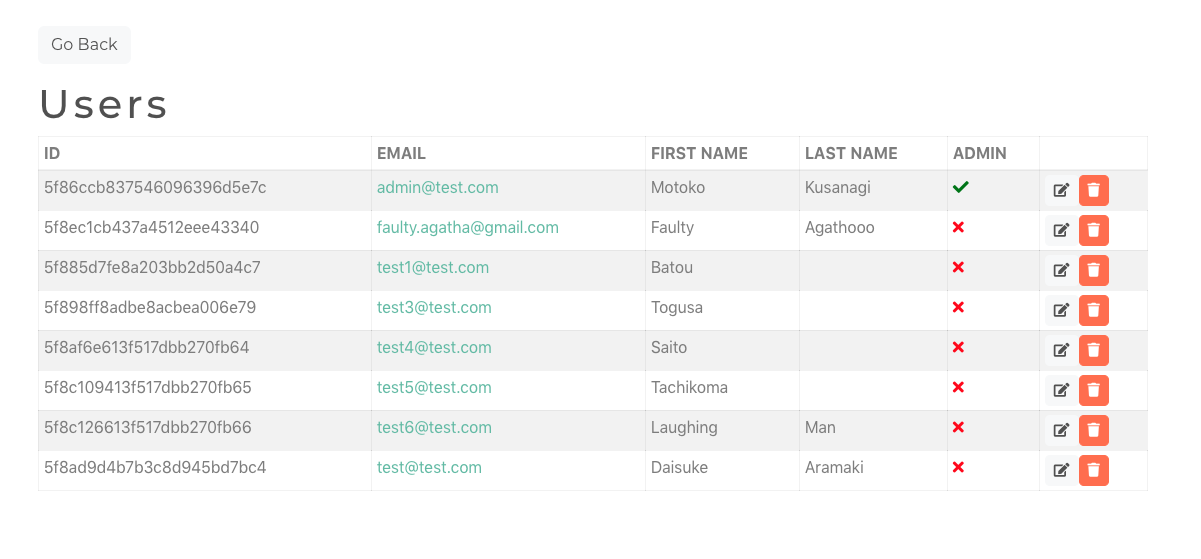 Go Back
Users
ID EMAIL FIRST NAME LAST NAME ADMIN
5f86ccb837546096396d5e7c admin@test.com Motoko Kusanagi
5f8ec1cb437a4512eee43340 faulty.agatha@gmail.com Faulty Agathooo
5f885d7fe8a203bb2d50a4c7 test1@test.com Batou
5f898ff8adbe8acbea006e79 test3@test.com Togusa
5f8af6e613f517dbb270fb64 test4@test.com Saito
5f8c109413f517dbb270fb65 test5@test.com Tachikoma
5f8c126613f517dbb270fb66 test6@test.com Laughing Man
5f8ad9d4b7b3c8d945bd7bc4 test@test.com Daisuke Aramaki